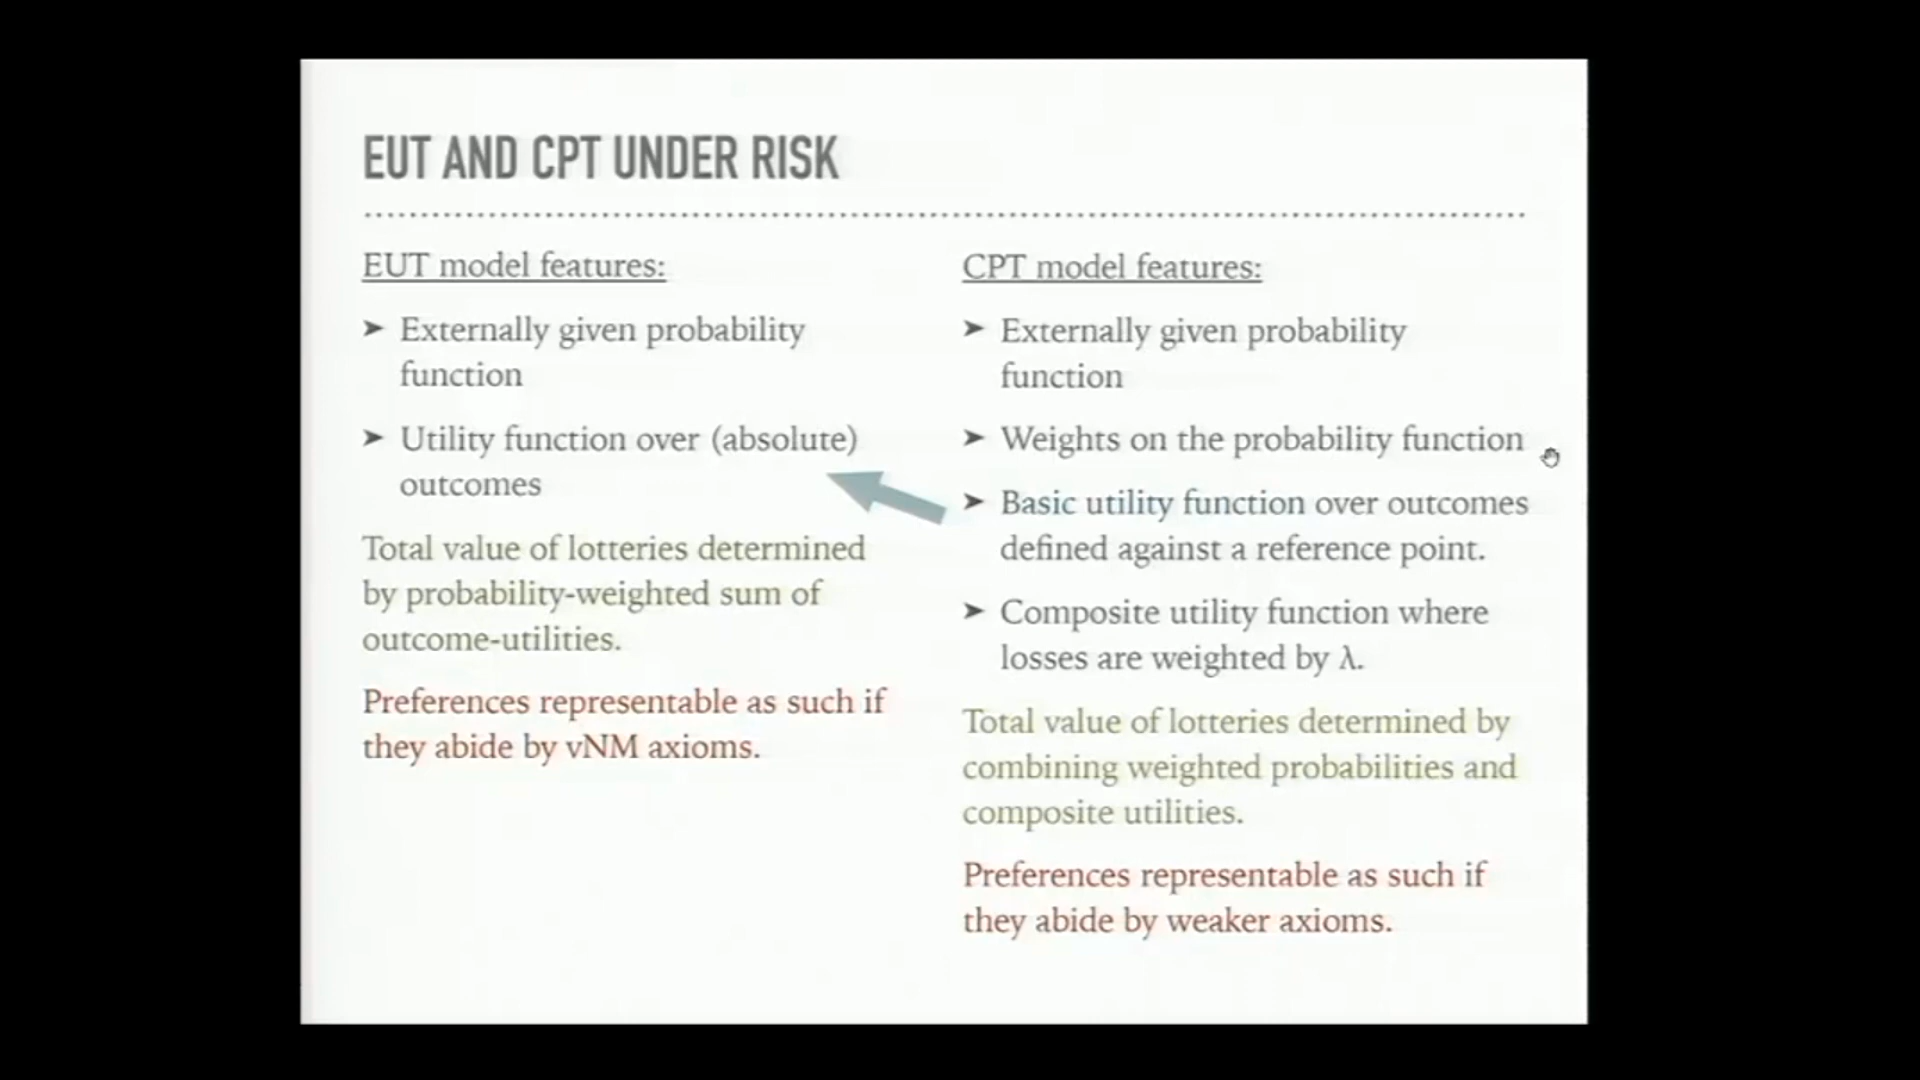 EUT AND CPT UNDER RISK
EUT model features:
➤ Externally given probability
function
➤ Utility function over (absolute)
outcomes
Total value of lotteries determined
by probability-weighted sum of
outcome-utilities.
Preferences representable as such if
they abide by vNM axioms.
CPT model features:
➤ Externally given probability
function
➤ Weights on the probability function
➤ Basic utility function over outcomes
defined against a reference point.
➤ Composite utility function where
losses are weighted by λ.
Total value of lotteries determined by
combining weighted probabilities and
composite utilities.
Preferences representable as such if
they abide by weaker axioms.